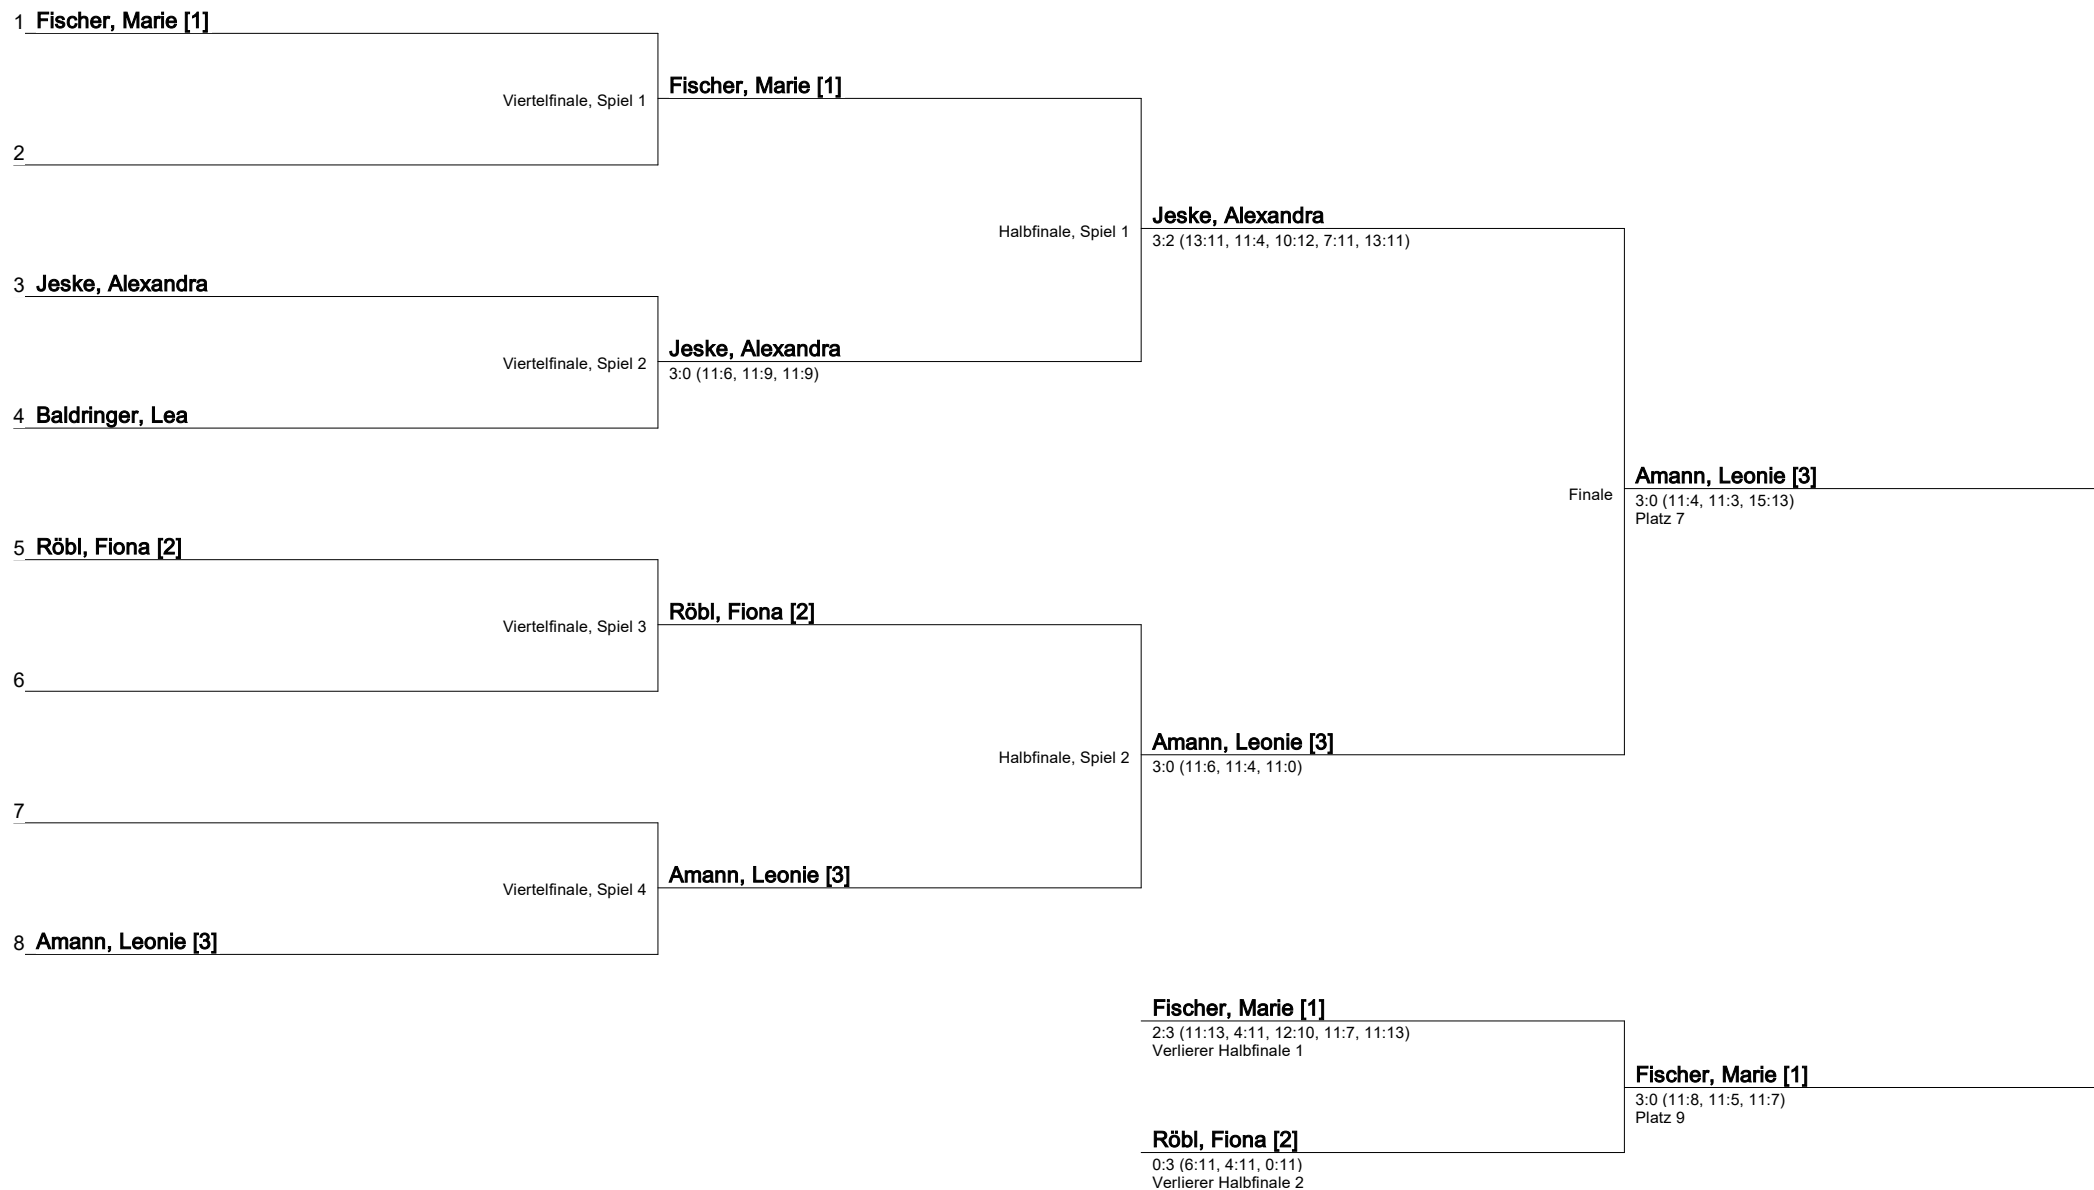 1 Fischer, Marie [1]
Viertelfinale, Spiel 1
Fischer, Marie [1]
2
Halbfinale, Spiel 1
Jeske, Alexandra
3:2 (13:11, 11:4, 10:12, 7:11, 13:11)
3 Jeske, Alexandra
Viertelfinale, Spiel 2
Jeske, Alexandra
3:0 (11:6, 11:9, 11:9)
4 Baldringer, Lea
Finale
Amann, Leonie [3]
3:0 (11:4, 11:3, 15:13)
Platz 7
5 Röbl, Fiona [2]
Viertelfinale, Spiel 3
Röbl, Fiona [2]
6
Halbfinale, Spiel 2
Amann, Leonie [3]
3:0 (11:6, 11:4, 11:0)
7
Viertelfinale, Spiel 4
Amann, Leonie [3]
8 Amann, Leonie [3]
Fischer, Marie [1]
2:3 (11:13, 4:11, 12:10, 11:7, 11:13)
Verlierer Halbfinale 1
Fischer, Marie [1]
3:0 (11:8, 11:5, 11:7)
Platz 9
Röbl, Fiona [2]
0:3 (6:11, 4:11, 0:11)
Verlierer Halbfinale 2